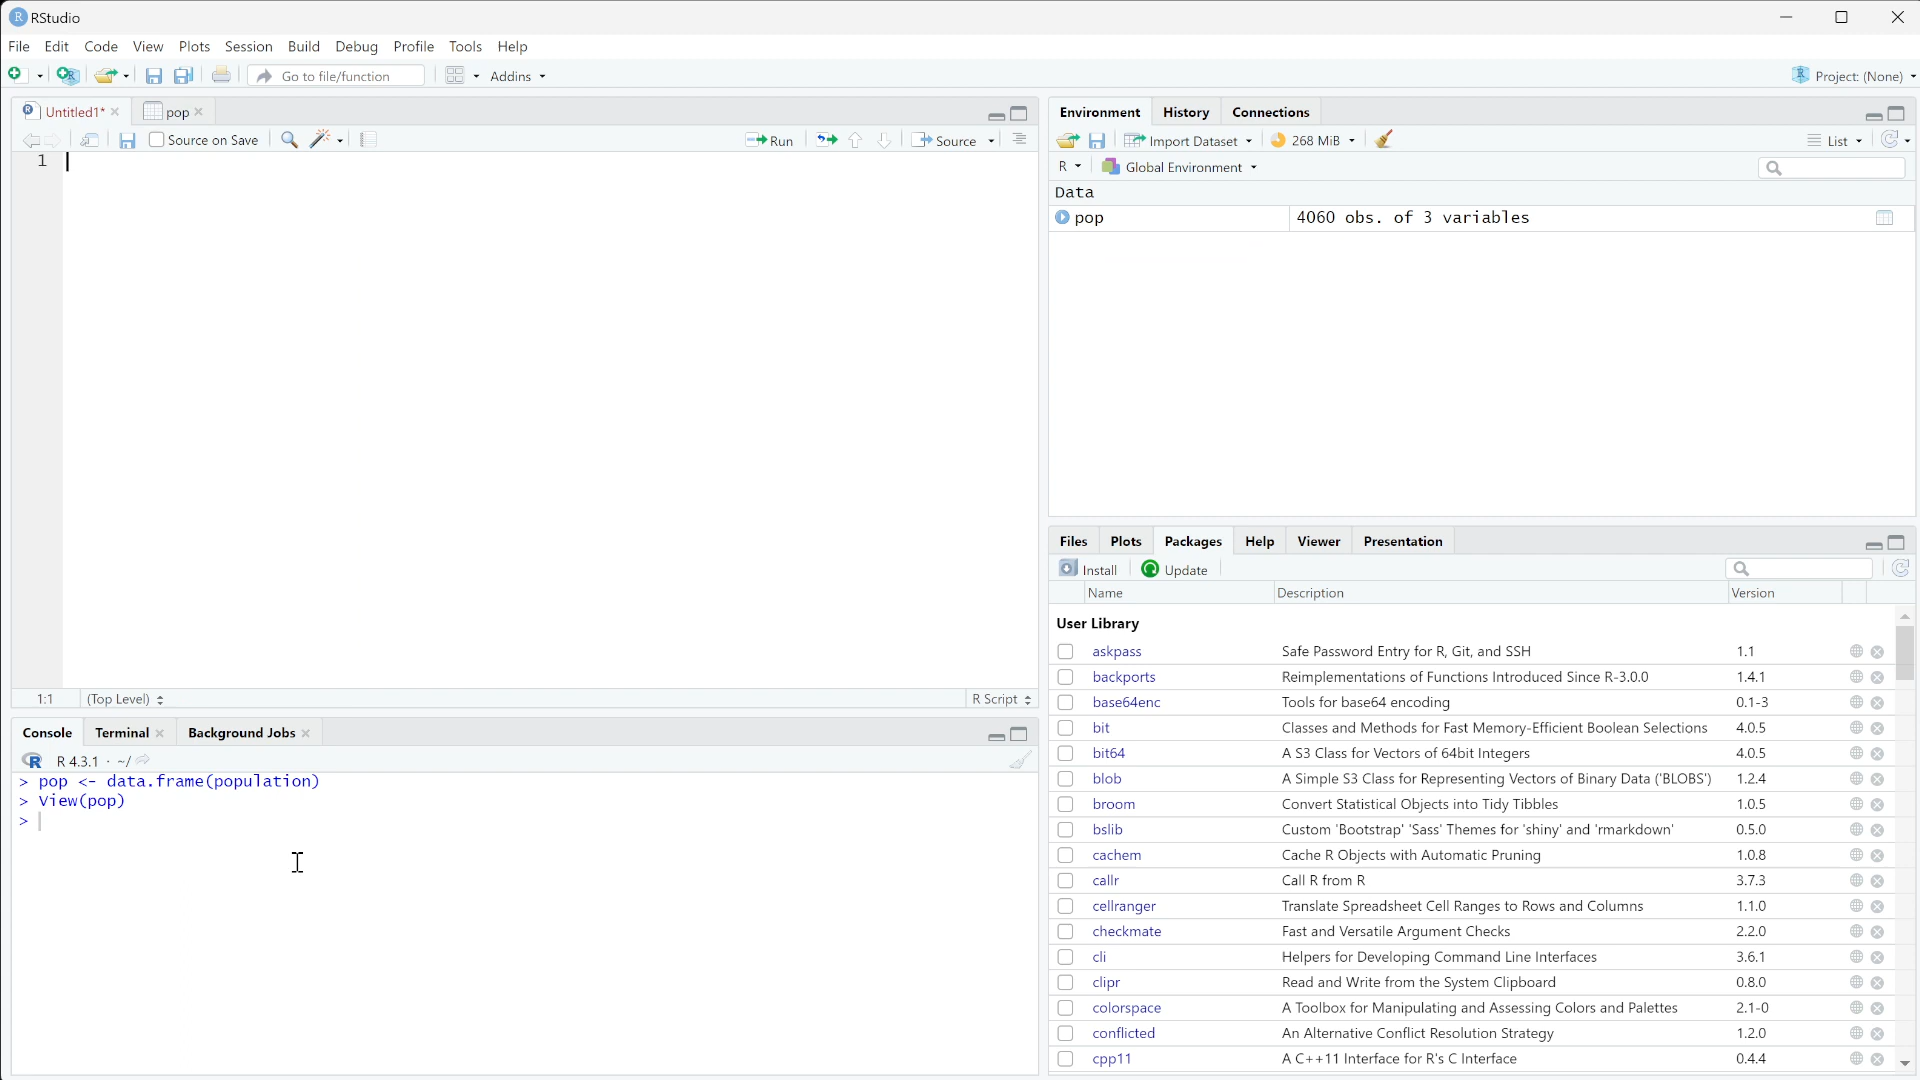 RStudio
File Edit Code View Plots Session Build Debug Profile Tools Help
Go to file/function Addins Project: (None)
Untitled1* pop
Source on Save Run Source
1
1:1 (Top Level) R Script
Console Terminal Background Jobs
R 4.3.1 · ~/
> pop <- data.frame(population)
> View(pop)
>
Environment History Connections
Import Dataset 268 MiB List
R Global Environment
Data
pop 4060 obs. of 3 variables
Files Plots Packages Help Viewer Presentation
Install Update
Name Description Version
User Library
askpass Safe Password Entry for R, Git, and SSH 1.1
backports Reimplementations of Functions Introduced Since R-3.0.0 1.4.1
base64enc Tools for base64 encoding 0.1-3
bit Classes and Methods for Fast Memory-Efficient Boolean Selections 4.0.5
bit64 A S3 Class for Vectors of 64bit Integers 4.0.5
blob A Simple S3 Class for Representing Vectors of Binary Data ('BLOBS') 1.2.4
broom Convert Statistical Objects into Tidy Tibbles 1.0.5
bslib Custom 'Bootstrap' 'Sass' Themes for 'shiny' and 'rmarkdown' 0.5.0
cachem Cache R Objects with Automatic Pruning 1.0.8
callr Call R from R 3.7.3
cellranger Translate Spreadsheet Cell Ranges to Rows and Columns 1.1.0
checkmate Fast and Versatile Argument Checks 2.2.0
cli Helpers for Developing Command Line Interfaces 3.6.1
clipr Read and Write from the System Clipboard 0.8.0
colorspace A Toolbox for Manipulating and Assessing Colors and Palettes 2.1-0
conflicted An Alternative Conflict Resolution Strategy 1.2.0
cpp11 A C++11 Interface for R's C Interface 0.4.4